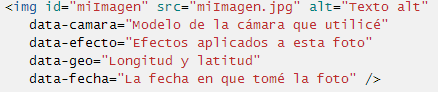 <img id="miImagen" src="miImagen.jpg" alt="Texto alt"
data-camara="Modelo de la cámara que utilicé"
data-efecto="Efectos aplicados a esta foto"
data-geo="Longitud y latitud"
data-fecha="La fecha en que tomé la foto" />